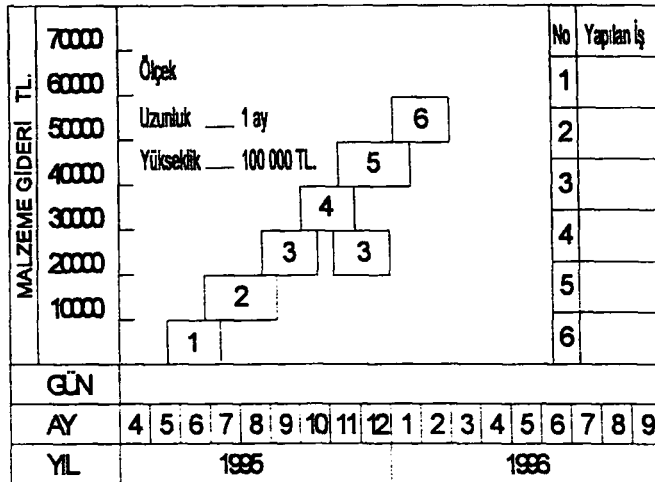 MALZEME GİDERİ TL.
70000
60000
50000
40000
30000
20000
10000
Ölçek
Uzunluk ___ 1 ay
Yükseklik ___ 100 000 TL.
6
5
4
3 3
2
1
No Yapılan İş
1
2
3
4
5
6
GÜN
AY 4 5 6 7 8 9 10 11 12 1 2 3 4 5 6 7 8 9
YIL 1995 1996